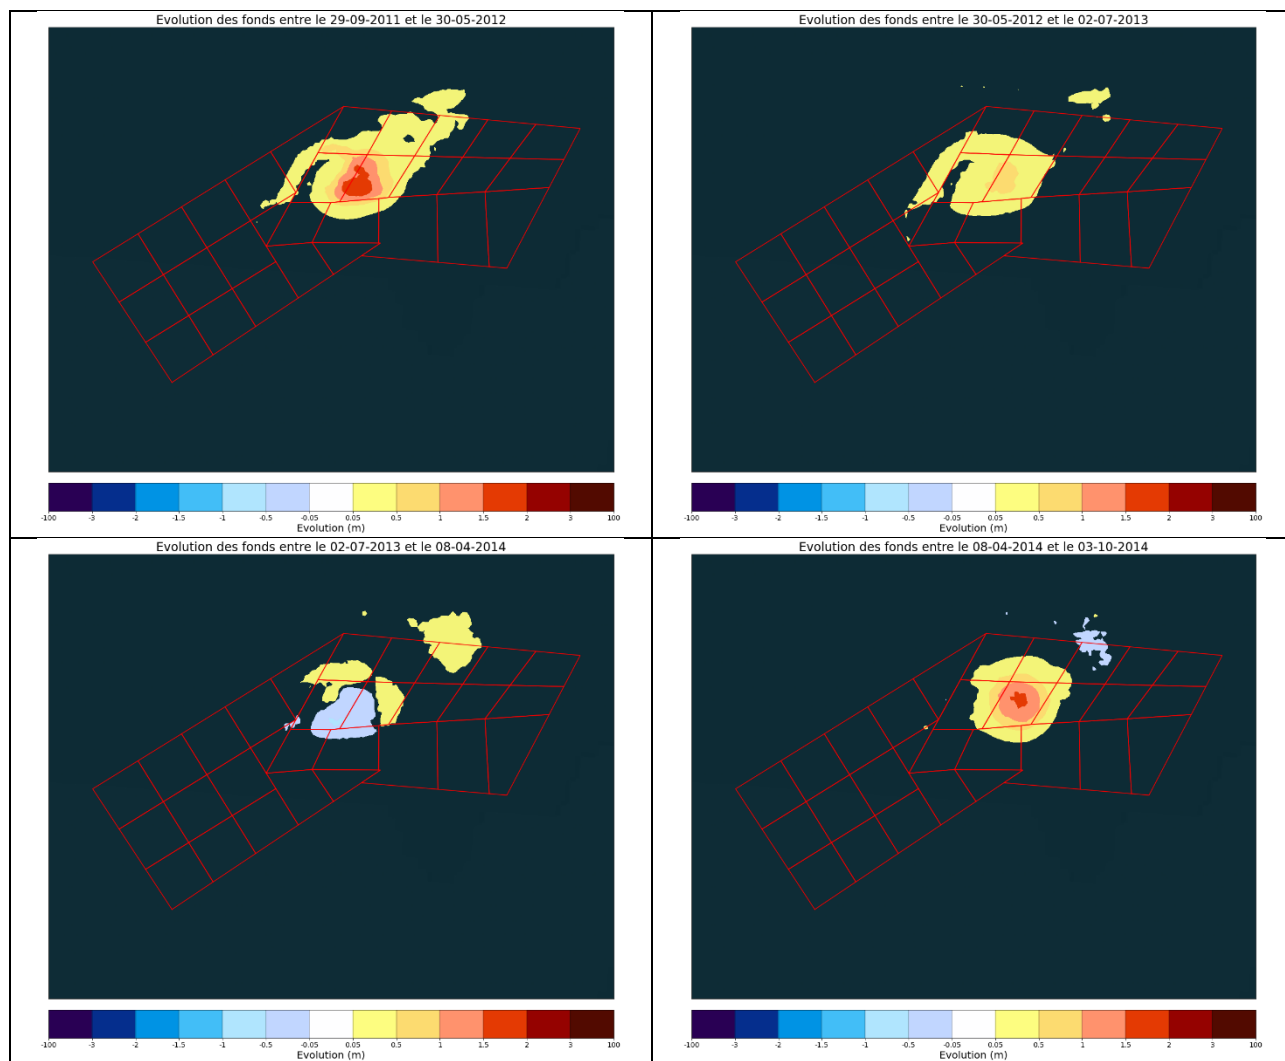 Evolution des fonds entre le 29-09-2011 et le 30-05-2012
-100 -3 -2 -1.5 -1 -0.5 -0.05 0.05 0.5 1 1.5 2 3 100
Evolution (m)
Evolution des fonds entre le 30-05-2012 et le 02-07-2013
-100 -3 -2 -1.5 -1 -0.5 -0.05 0.05 0.5 1 1.5 2 3 100
Evolution (m)
Evolution des fonds entre le 02-07-2013 et le 08-04-2014
-100 -3 -2 -1.5 -1 -0.5 -0.05 0.05 0.5 1 1.5 2 3 100
Evolution (m)
Evolution des fonds entre le 08-04-2014 et le 03-10-2014
-100 -3 -2 -1.5 -1 -0.5 -0.05 0.05 0.5 1 1.5 2 3 100
Evolution (m)